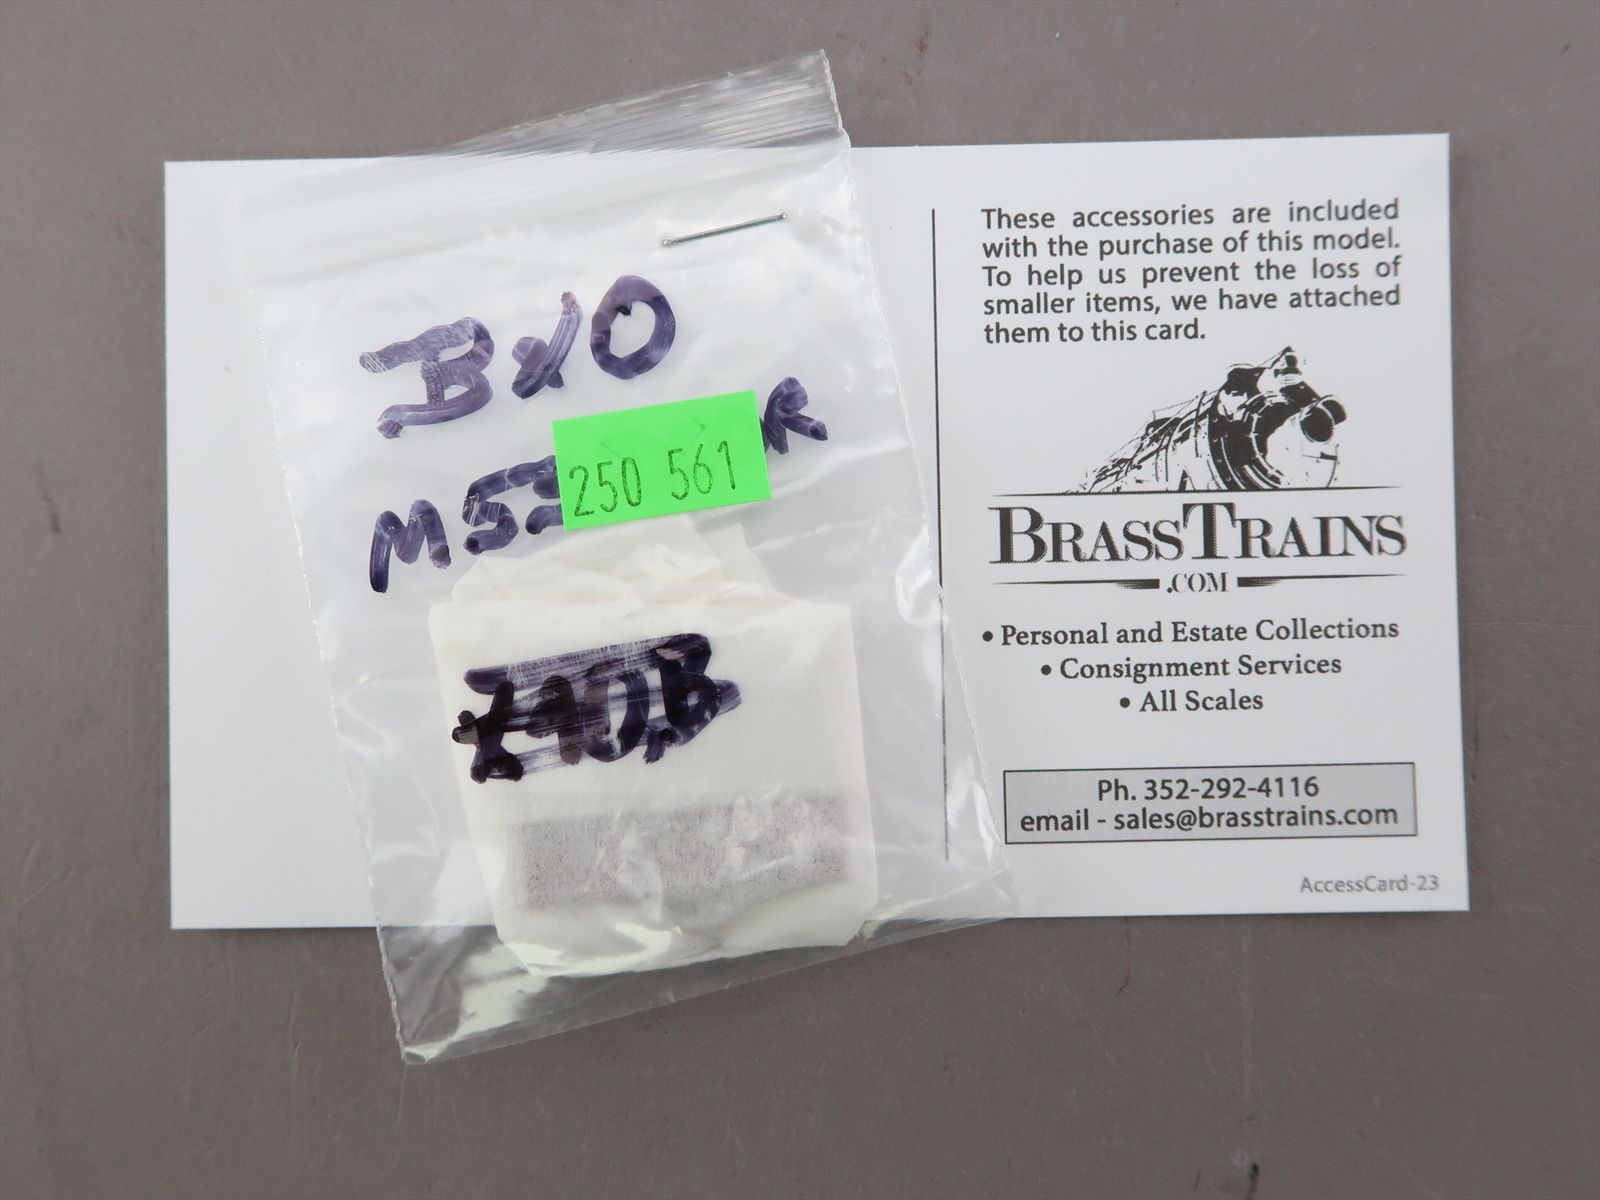 B&O
250 561
These accessories are included
with the purchase of this model.
To help us prevent the loss of
smaller items, we have attached
them to this card.
BRASSTRAINS
.COM
• Personal and Estate Collections
• Consignment Services
• All Scales
Ph. 352-292-4116
email - sales@brasstrains.com
AccessCard-23